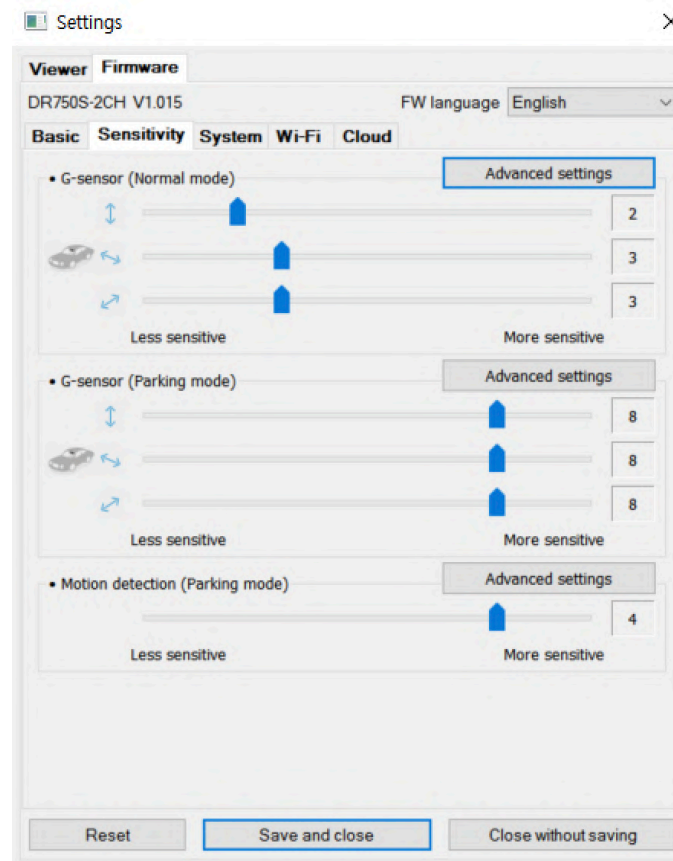 Settings
Viewer Firmware
DR750S-2CH V1.015 FW language English
Basic Sensitivity System Wi-Fi Cloud
• G-sensor (Normal mode) Advanced settings
2
3
3
Less sensitive More sensitive
• G-sensor (Parking mode) Advanced settings
8
8
8
Less sensitive More sensitive
• Motion detection (Parking mode) Advanced settings
4
Less sensitive More sensitive
Reset Save and close Close without saving